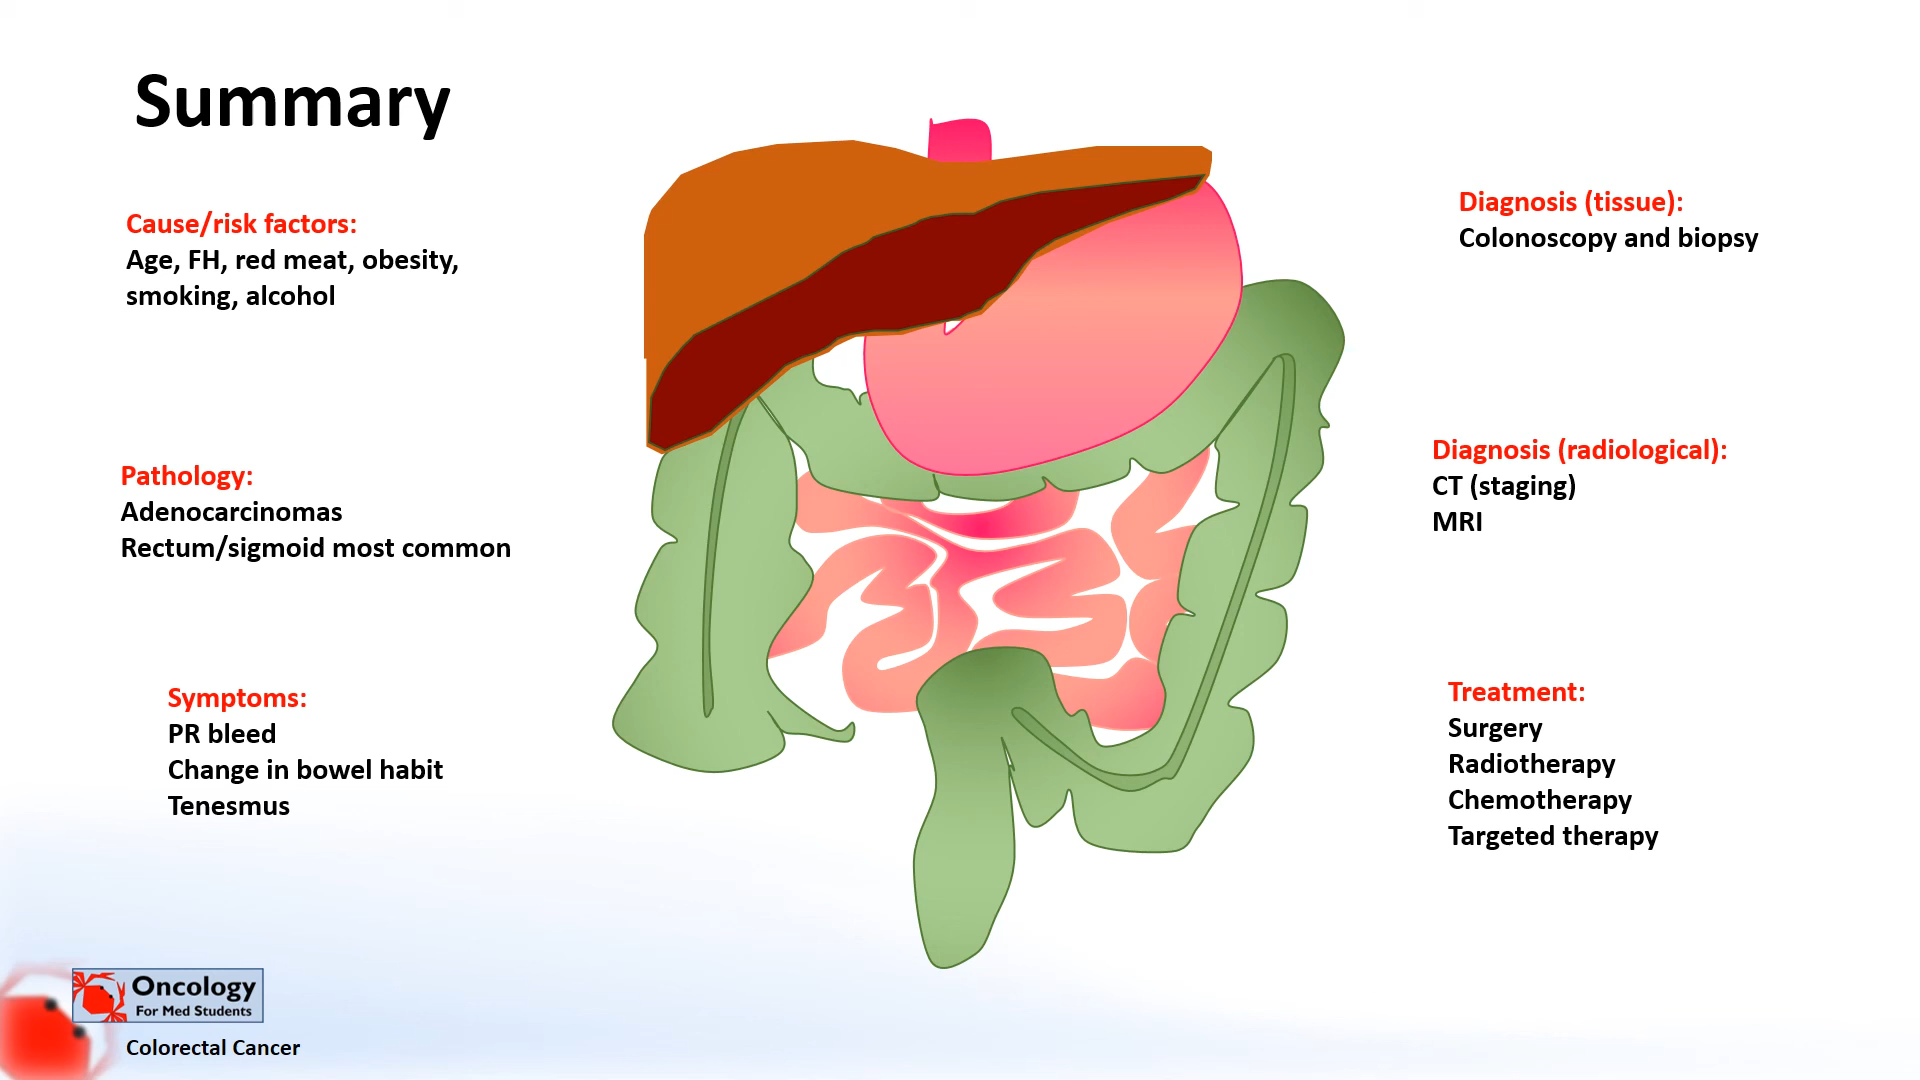 Summary
Cause/risk factors:
Age, FH, red meat, obesity,
smoking, alcohol
Pathology:
Adenocarcinomas
Rectum/sigmoid most common
Symptoms:
PR bleed
Change in bowel habit
Tenesmus
Diagnosis (tissue):
Colonoscopy and biopsy
Diagnosis (radiological):
CT (staging)
MRI
Treatment:
Surgery
Radiotherapy
Chemotherapy
Targeted therapy
Oncology
For Med Students
Colorectal Cancer